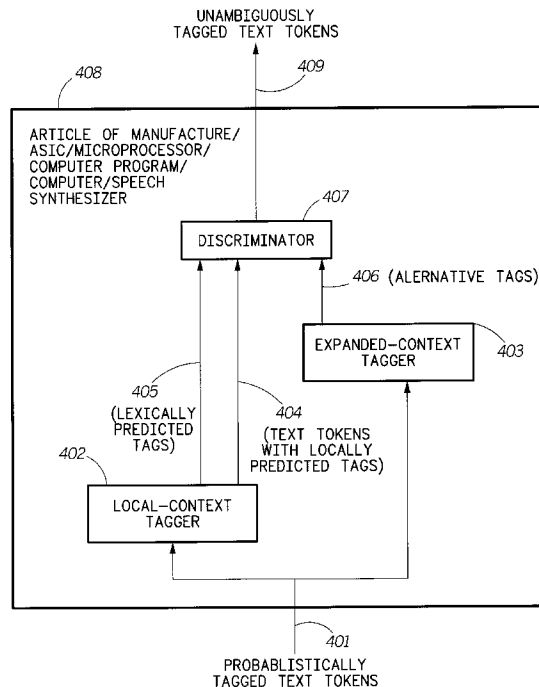 UNAMBIGUOUSLY
TAGGED TEXT TOKENS
408
409
ARTICLE OF MANUFACTURE/
ASIC/MICROPROCESSOR/
COMPUTER PROGRAM/
COMPUTER/SPEECH
SYNTHESIZER
407
DISCRIMINATOR
406 (ALERNATIVE TAGS)
EXPANDED-CONTEXT
TAGGER
403
405
(LEXICALLY
PREDICTED
TAGS)
404
(TEXT TOKENS
WITH LOCALLY
PREDICTED TAGS)
402
LOCAL-CONTEXT
TAGGER
401
PROBABLISTICALLY
TAGGED TEXT TOKENS